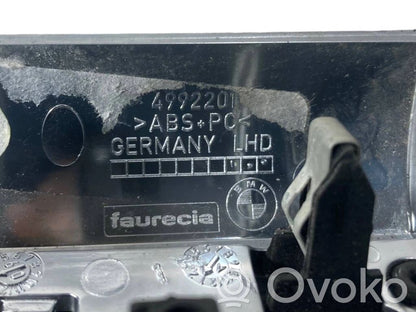 4992201
>ABS+PC<
GERMANY LHD
BMW
faurecia
Ovoko